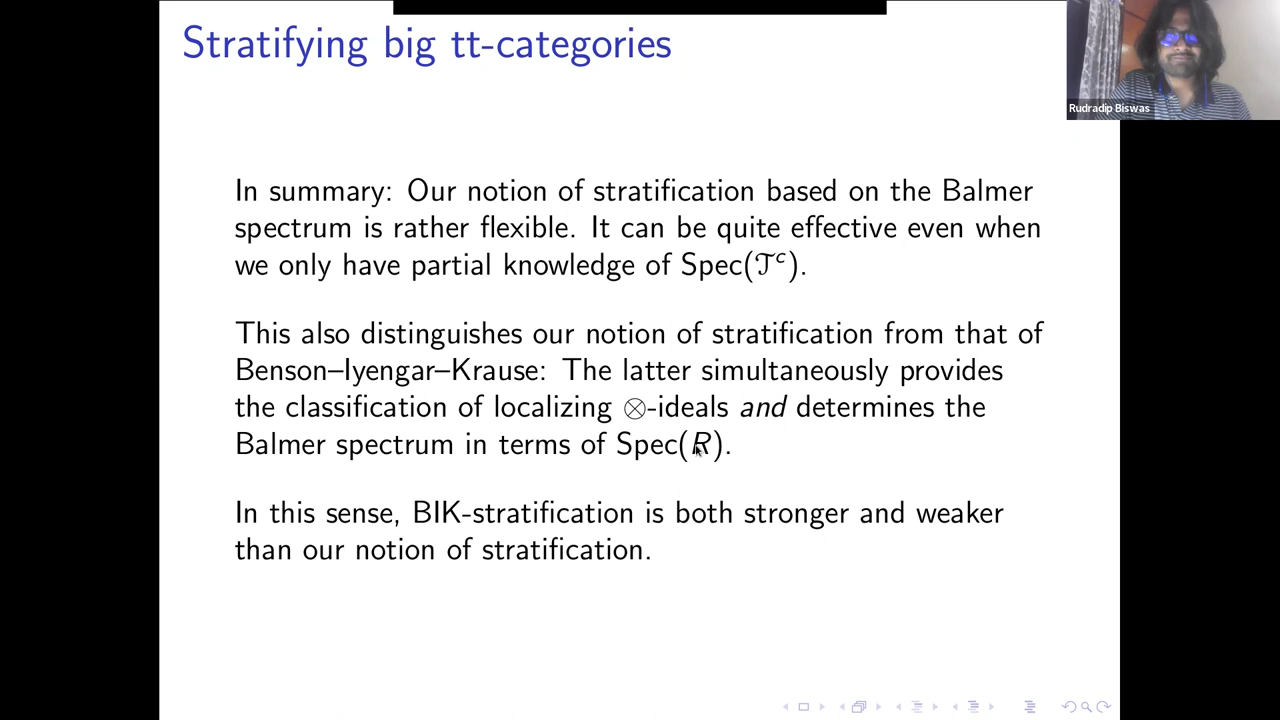 Stratifying big tt-categories
Rudradip Biswas
In summary: Our notion of stratification based on the Balmer
spectrum is rather flexible. It can be quite effective even when
we only have partial knowledge of Spec(𝒯ᶜ).
This also distinguishes our notion of stratification from that of
Benson–Iyengar–Krause: The latter simultaneously provides
the classification of localizing ⊗-ideals and determines the
Balmer spectrum in terms of Spec(R).
In this sense, BIK-stratification is both stronger and weaker
than our notion of stratification.